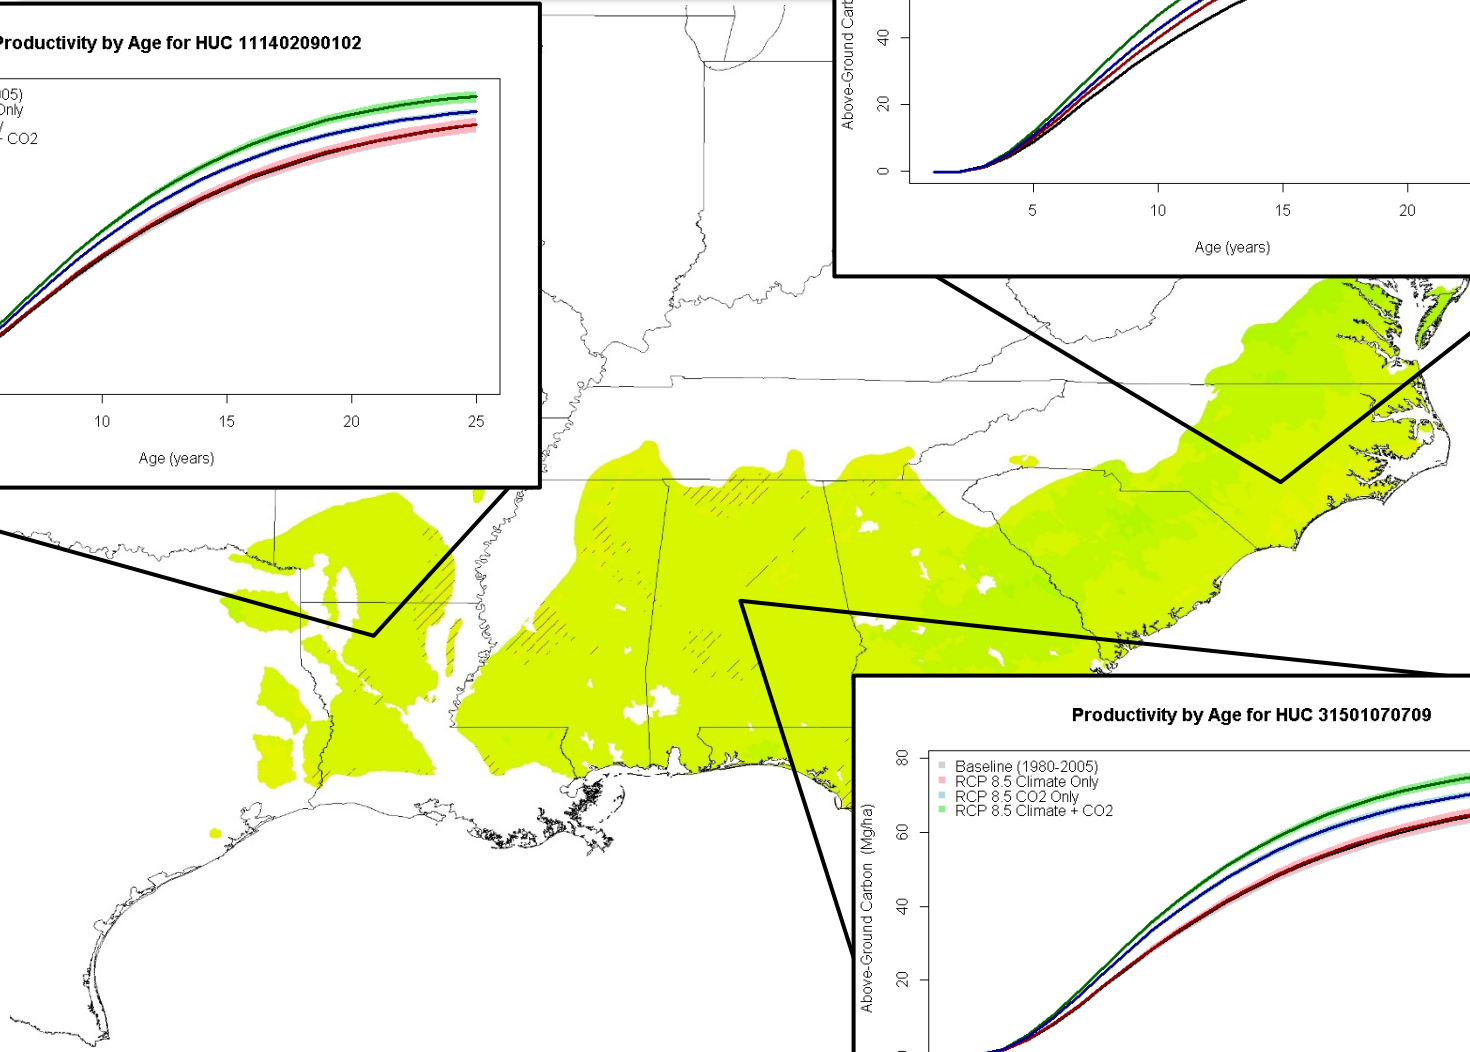 Productivity by Age for HUC 111402090102
005)
Only
y
+ CO2
10 15 20 25
Age (years)
Above-Ground Carb
40
20
0
5 10 15 20
Age (years)
Productivity by Age for HUC 31501070709
Baseline (1980-2005)
RCP 8.5 Climate Only
RCP 8.5 CO2 Only
RCP 8.5 Climate + CO2
Above-Ground Carbon (Mg/ha)
80
60
40
20